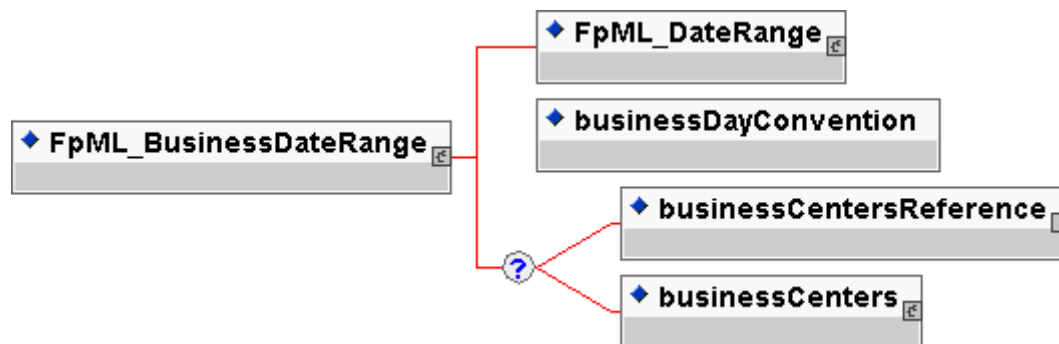 FpML_DateRange
businessDayConvention
FpML_BusinessDateRange
businessCentersReference
?
businessCenters